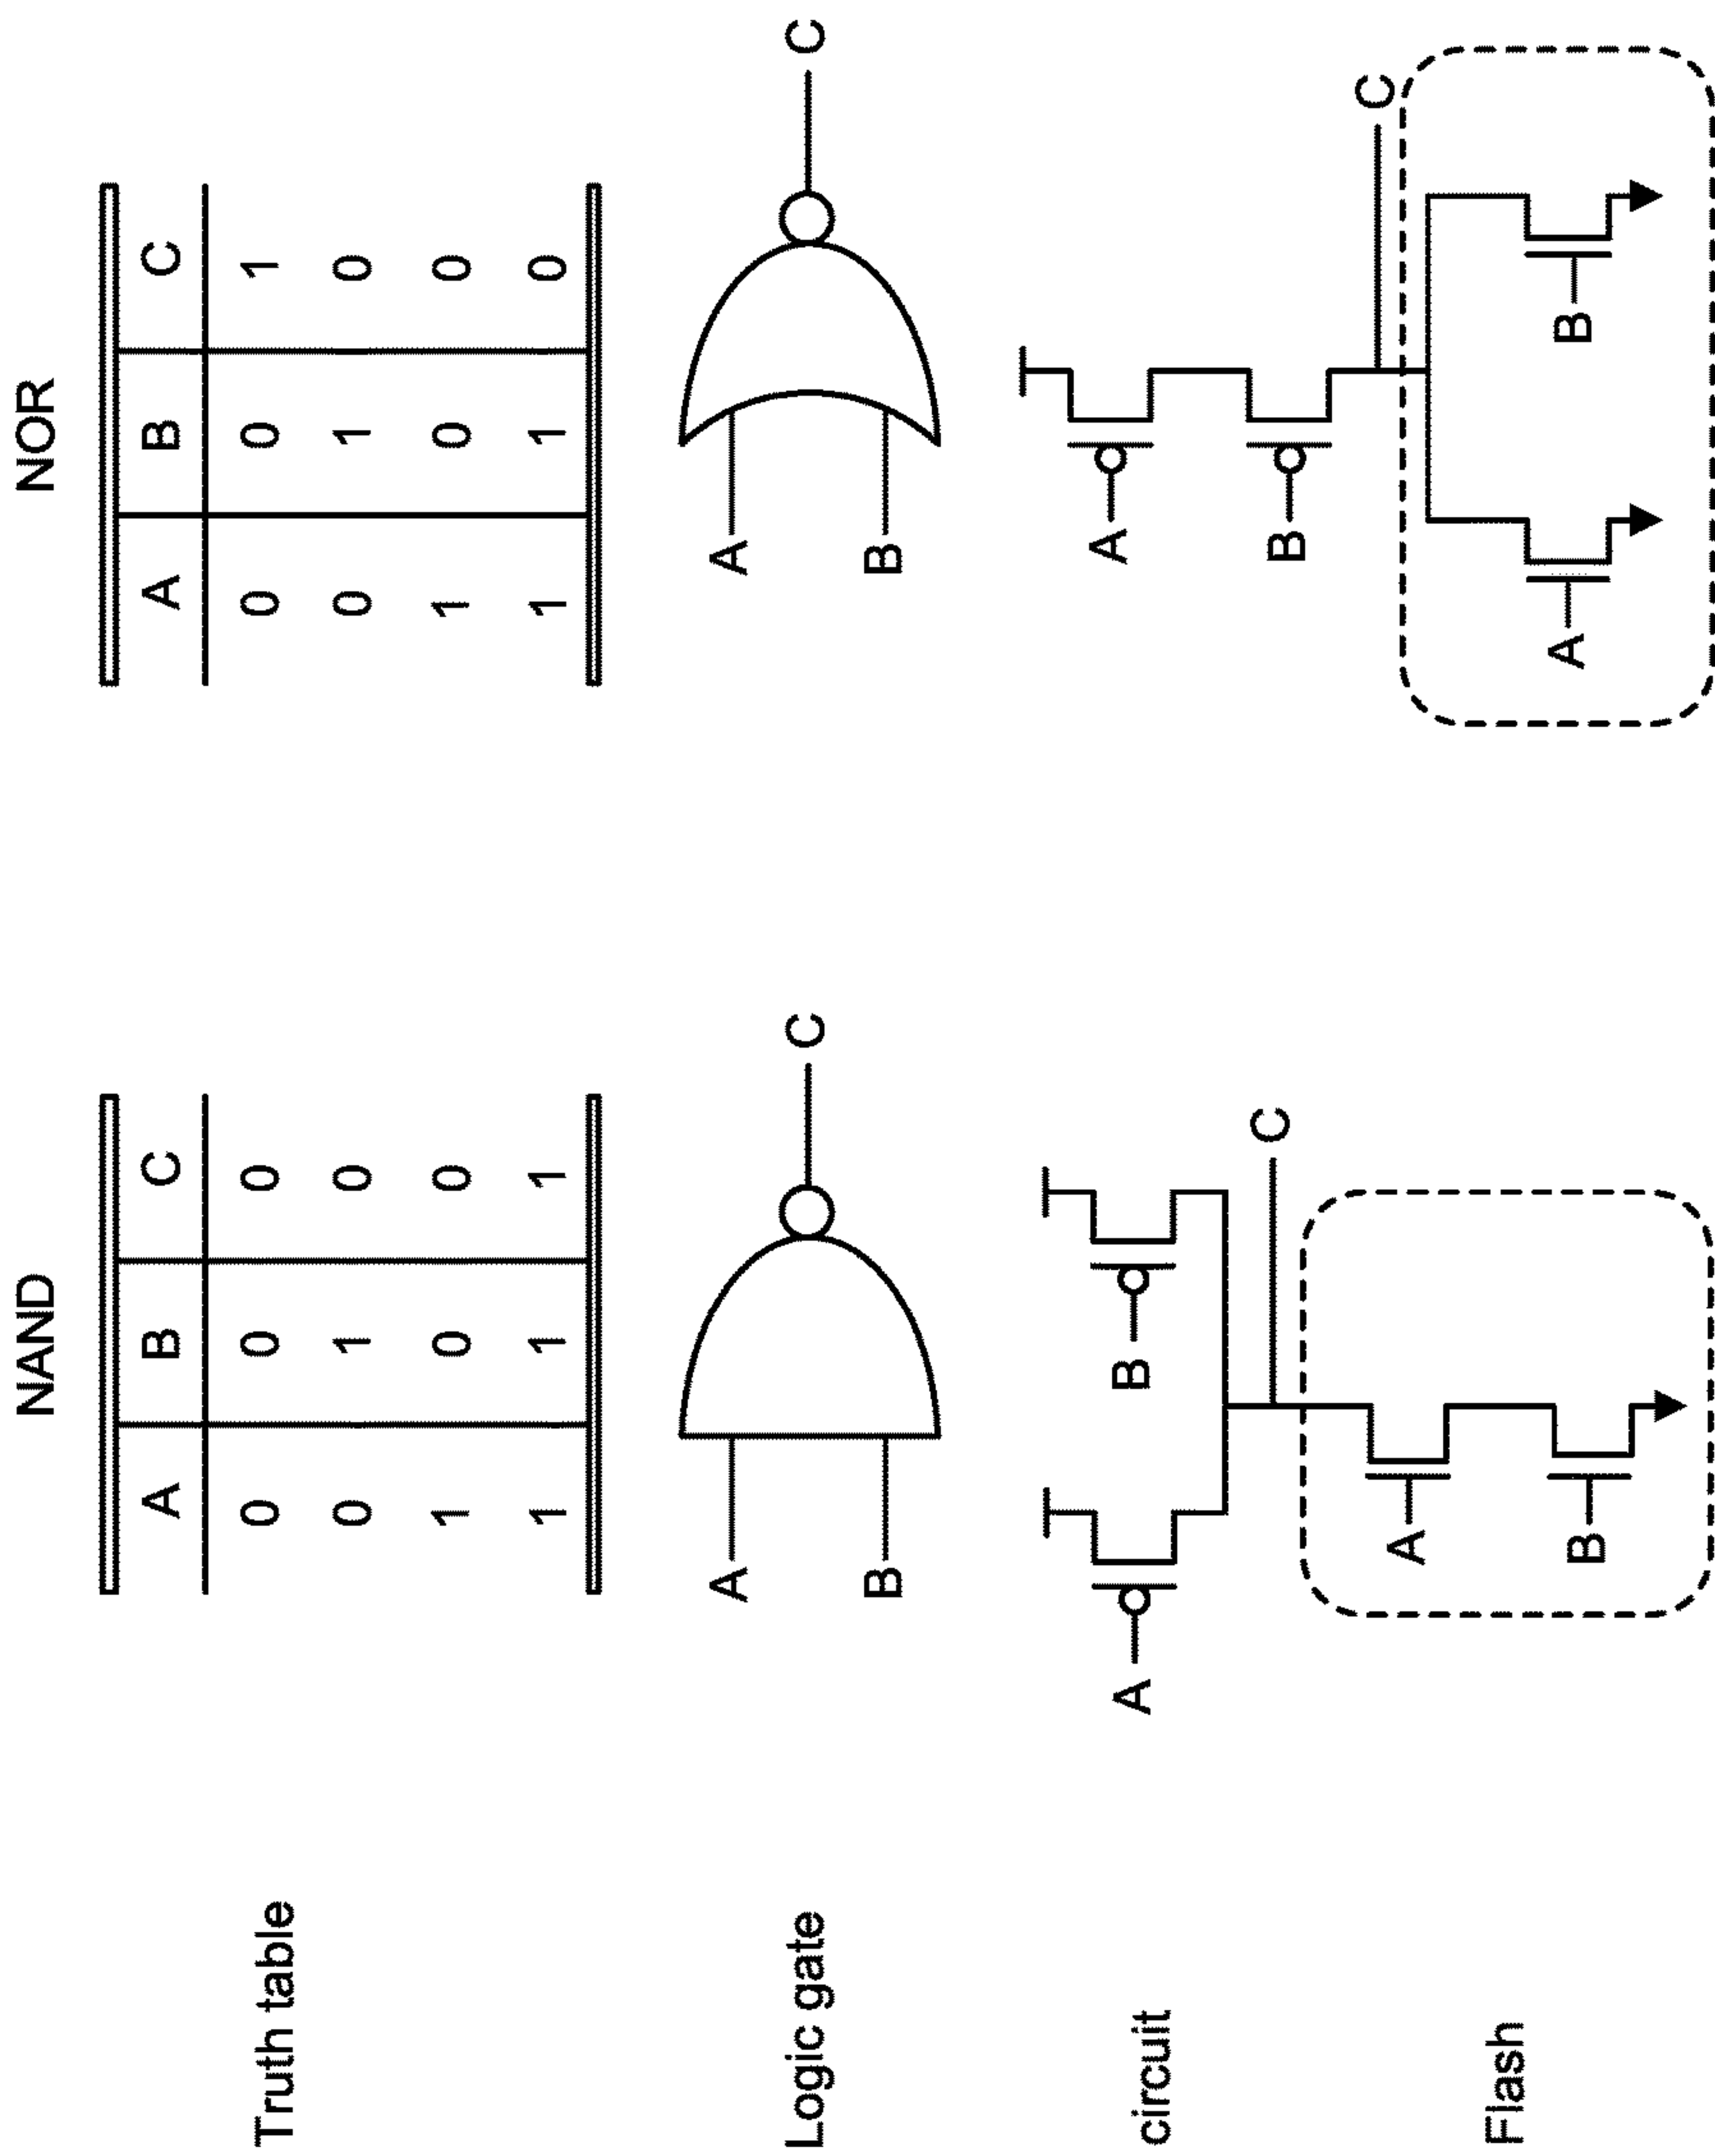 NAND NOR
Truth table
A B C
0 0 0
0 1 0
1 0 0
1 1 1
A B C
0 0 1
0 1 0
1 0 0
1 1 0
Logic gate
A
B
C
A
B
C
circuit
A
B
C
A
B
C
Flash
A
B
A
B